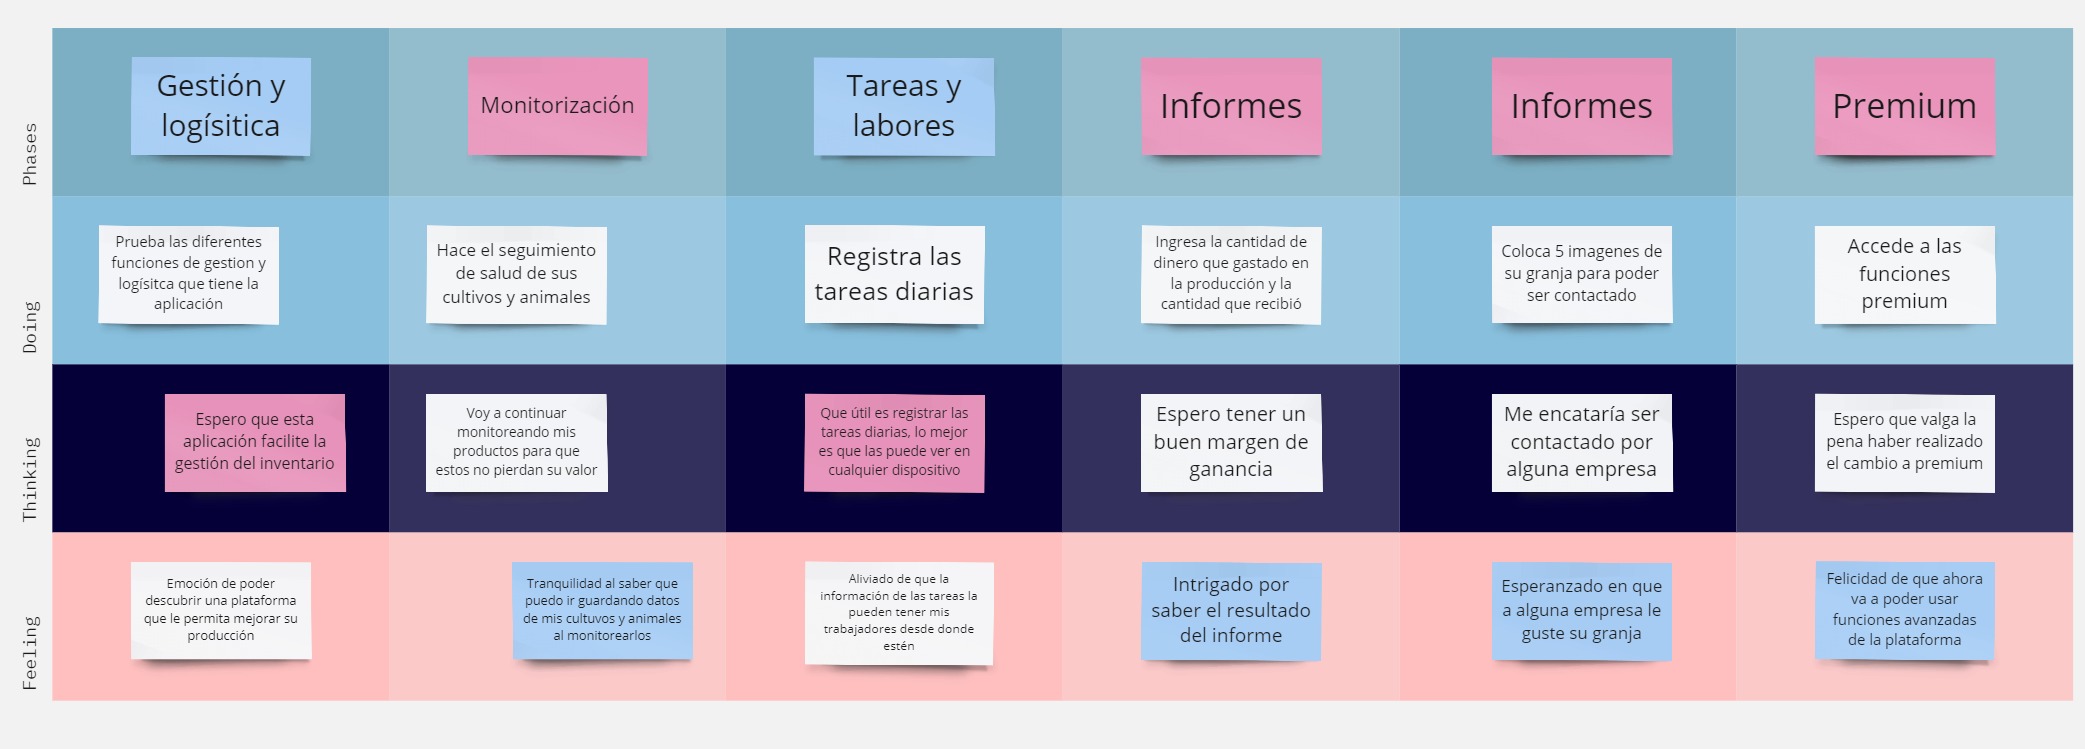 Phases
Gestión y
logísitica
Monitorización
Tareas y
labores
Informes
Informes
Premium
Doing
Prueba las diferentes
funciones de gestion y
logísitca que tiene la
aplicación
Hace el seguimiento
de salud de sus
cultivos y animales
Registra las
tareas diarias
Ingresa la cantidad de
dinero que gastado en
la producción y la
cantidad que recibió
Coloca 5 imagenes de
su granja para poder
ser contactado
Accede a las
funciones
premium
Thinking
Espero que esta
aplicación facilite la
gestión del inventario
Voy a continuar
monitoreando mis
productos para que
estos no pierdan su valor
Que útil es registrar las
tareas diarias, lo mejor
es que las puede ver en
cualquier dispositivo
Espero tener un
buen margen de
ganancia
Me encataría ser
contactado por
alguna empresa
Espero que valga la
pena haber realizado
el cambio a premium
Feeling
Emoción de poder
descubrir una plataforma
que le permita mejorar su
producción
Tranquilidad al saber que
puedo ir guardando datos
de mis cultuvos y animales
al monitorearlos
Aliviado de que la
información de las tareas la
pueden tener mis
trabajadores desde donde
estén
Intrigado por
saber el resultado
del informe
Esperanzado en que
a alguna empresa le
guste su granja
Felicidad de que ahora
va a poder usar
funciones avanzadas
de la plataforma